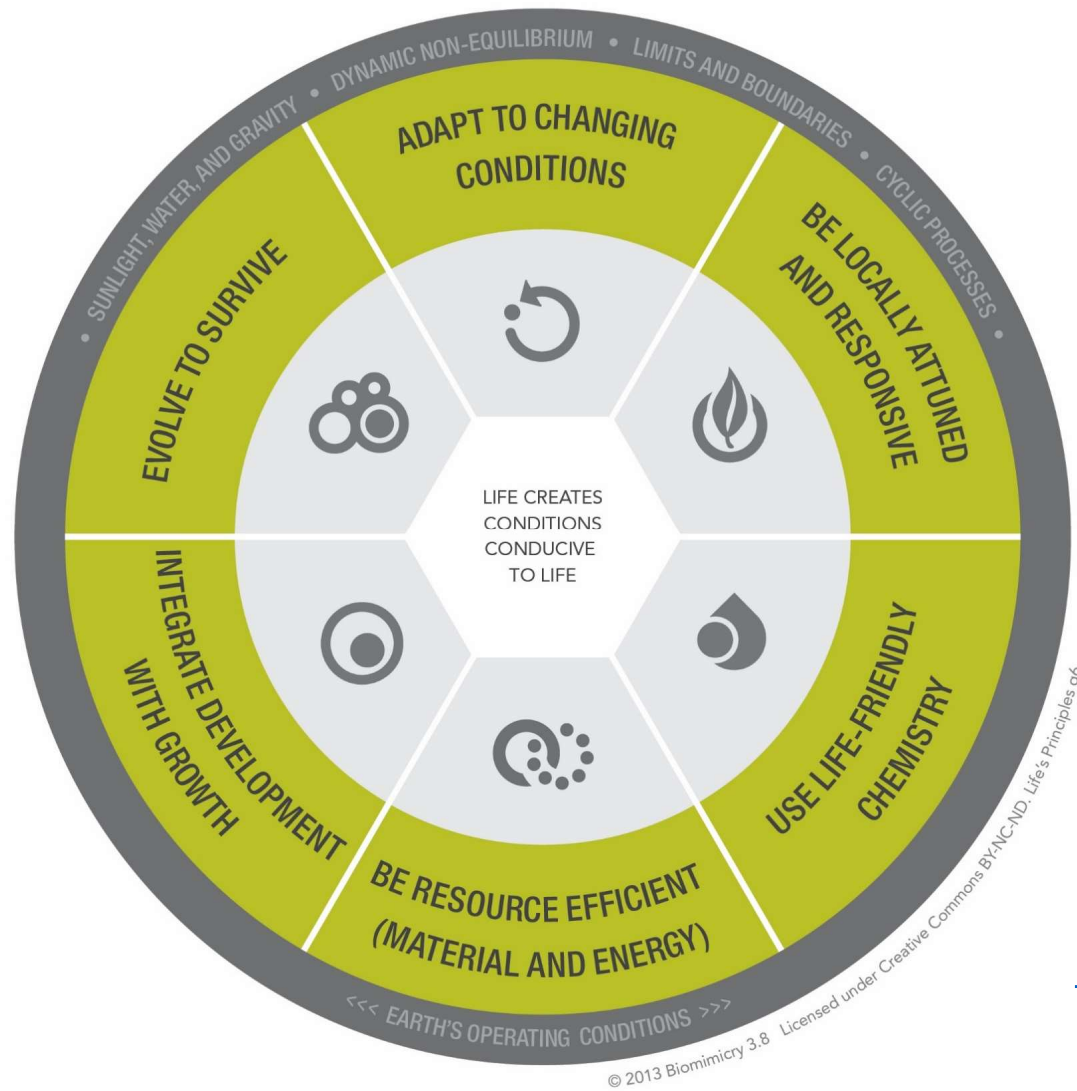 • SUNLIGHT, WATER, AND GRAVITY • DYNAMIC NON-EQUILIBRIUM • LIMITS AND BOUNDARIES • CYCLIC PROCESSES •
ADAPT TO CHANGING
CONDITIONS
BE LOCALLY ATTUNED
AND RESPONSIVE
USE LIFE-FRIENDLY
CHEMISTRY
BE RESOURCE EFFICIENT
(MATERIAL AND ENERGY)
INTEGRATE DEVELOPMENT
WITH GROWTH
EVOLVE TO SURVIVE
LIFE CREATES
CONDITIONS
CONDUCIVE
TO LIFE
<<< EARTH'S OPERATING CONDITIONS >>>
© 2013 Biomimicry 3.8 Licensed under Creative Commons BY-NC-ND. Life's Principles